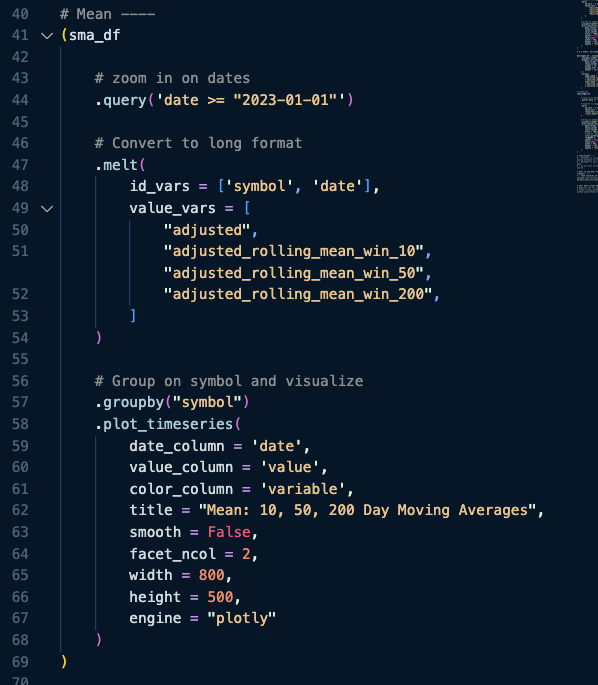 40 # Mean ----
41 (sma_df
42
43 # zoom in on dates
44 .query('date >= "2023-01-01"')
45
46 # Convert to long format
47 .melt(
48 id_vars = ['symbol', 'date'],
49 value_vars = [
50 "adjusted",
51 "adjusted_rolling_mean_win_10",
"adjusted_rolling_mean_win_50",
52 "adjusted_rolling_mean_win_200",
53 ]
54 )
55
56 # Group on symbol and visualize
57 .groupby("symbol")
58 .plot_timeseries(
59 date_column = 'date',
60 value_column = 'value',
61 color_column = 'variable',
62 title = "Mean: 10, 50, 200 Day Moving Averages",
63 smooth = False,
64 facet_ncol = 2,
65 width = 800,
66 height = 500,
67 engine = "plotly"
68 )
69 )
70